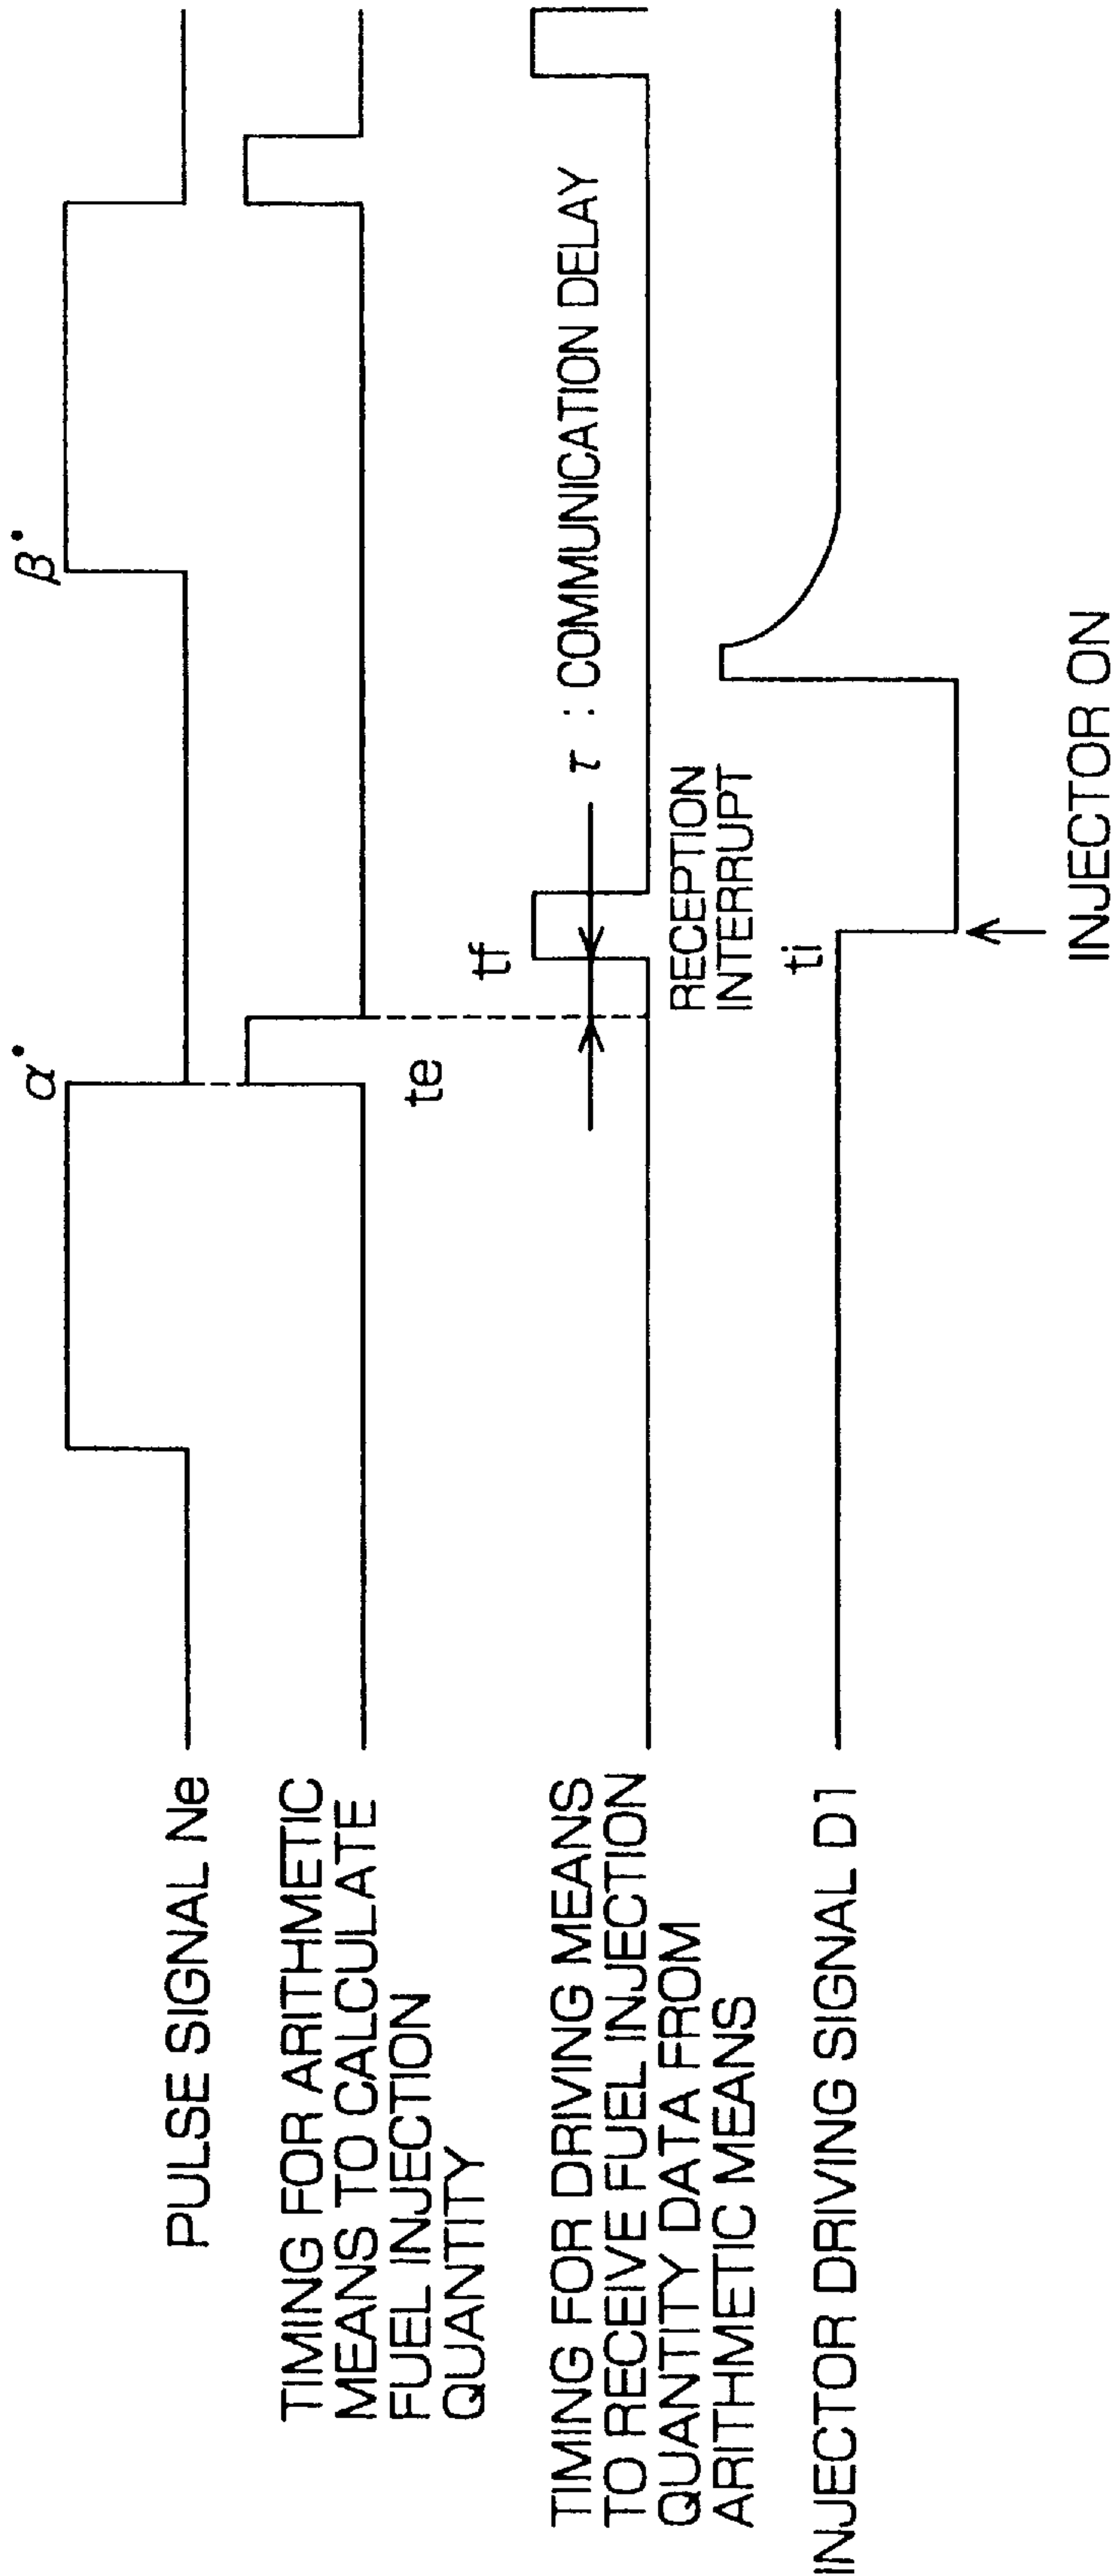 α°
β°
PULSE SIGNAL Ne
TIMING FOR ARITHMETIC
MEANS TO CALCULATE
FUEL INJECTION
QUANTITY
te
tf
τ : COMMUNICATION DELAY
TIMING FOR DRIVING MEANS
TO RECEIVE FUEL INJECTION
QUANTITY DATA FROM
ARITHMETIC MEANS
RECEPTION
INTERRUPT
ti
INJECTOR DRIVING SIGNAL D1
INJECTOR ON